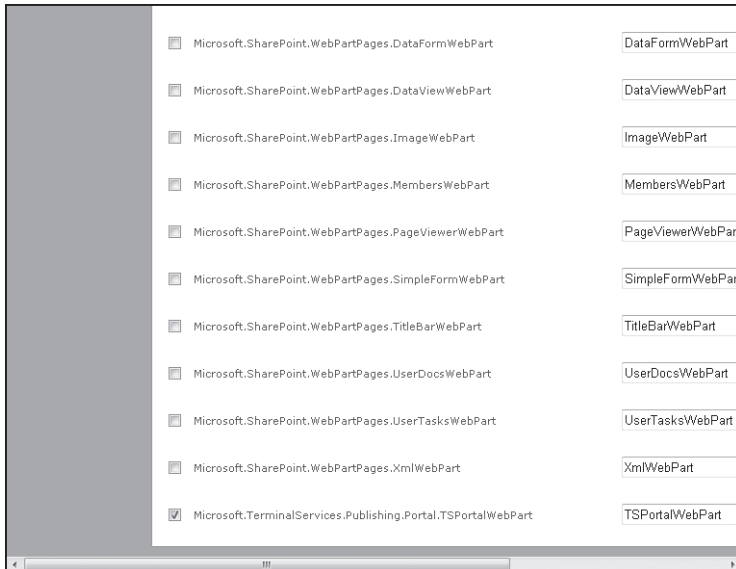 Microsoft.SharePoint.WebPartPages.DataFormWebPart DataFormWebPart
Microsoft.SharePoint.WebPartPages.DataViewWebPart DataViewWebPart
Microsoft.SharePoint.WebPartPages.ImageWebPart ImageWebPart
Microsoft.SharePoint.WebPartPages.MembersWebPart MembersWebPart
Microsoft.SharePoint.WebPartPages.PageViewerWebPart PageViewerWebPar
Microsoft.SharePoint.WebPartPages.SimpleFormWebPart SimpleFormWebPar
Microsoft.SharePoint.WebPartPages.TitleBarWebPart TitleBarWebPart
Microsoft.SharePoint.WebPartPages.UserDocsWebPart UserDocsWebPart
Microsoft.SharePoint.WebPartPages.UserTasksWebPart UserTasksWebPart
Microsoft.SharePoint.WebPartPages.XmlWebPart XmlWebPart
Microsoft.TerminalServices.Publishing.Portal.TSPortalWebPart TSPortalWebPart